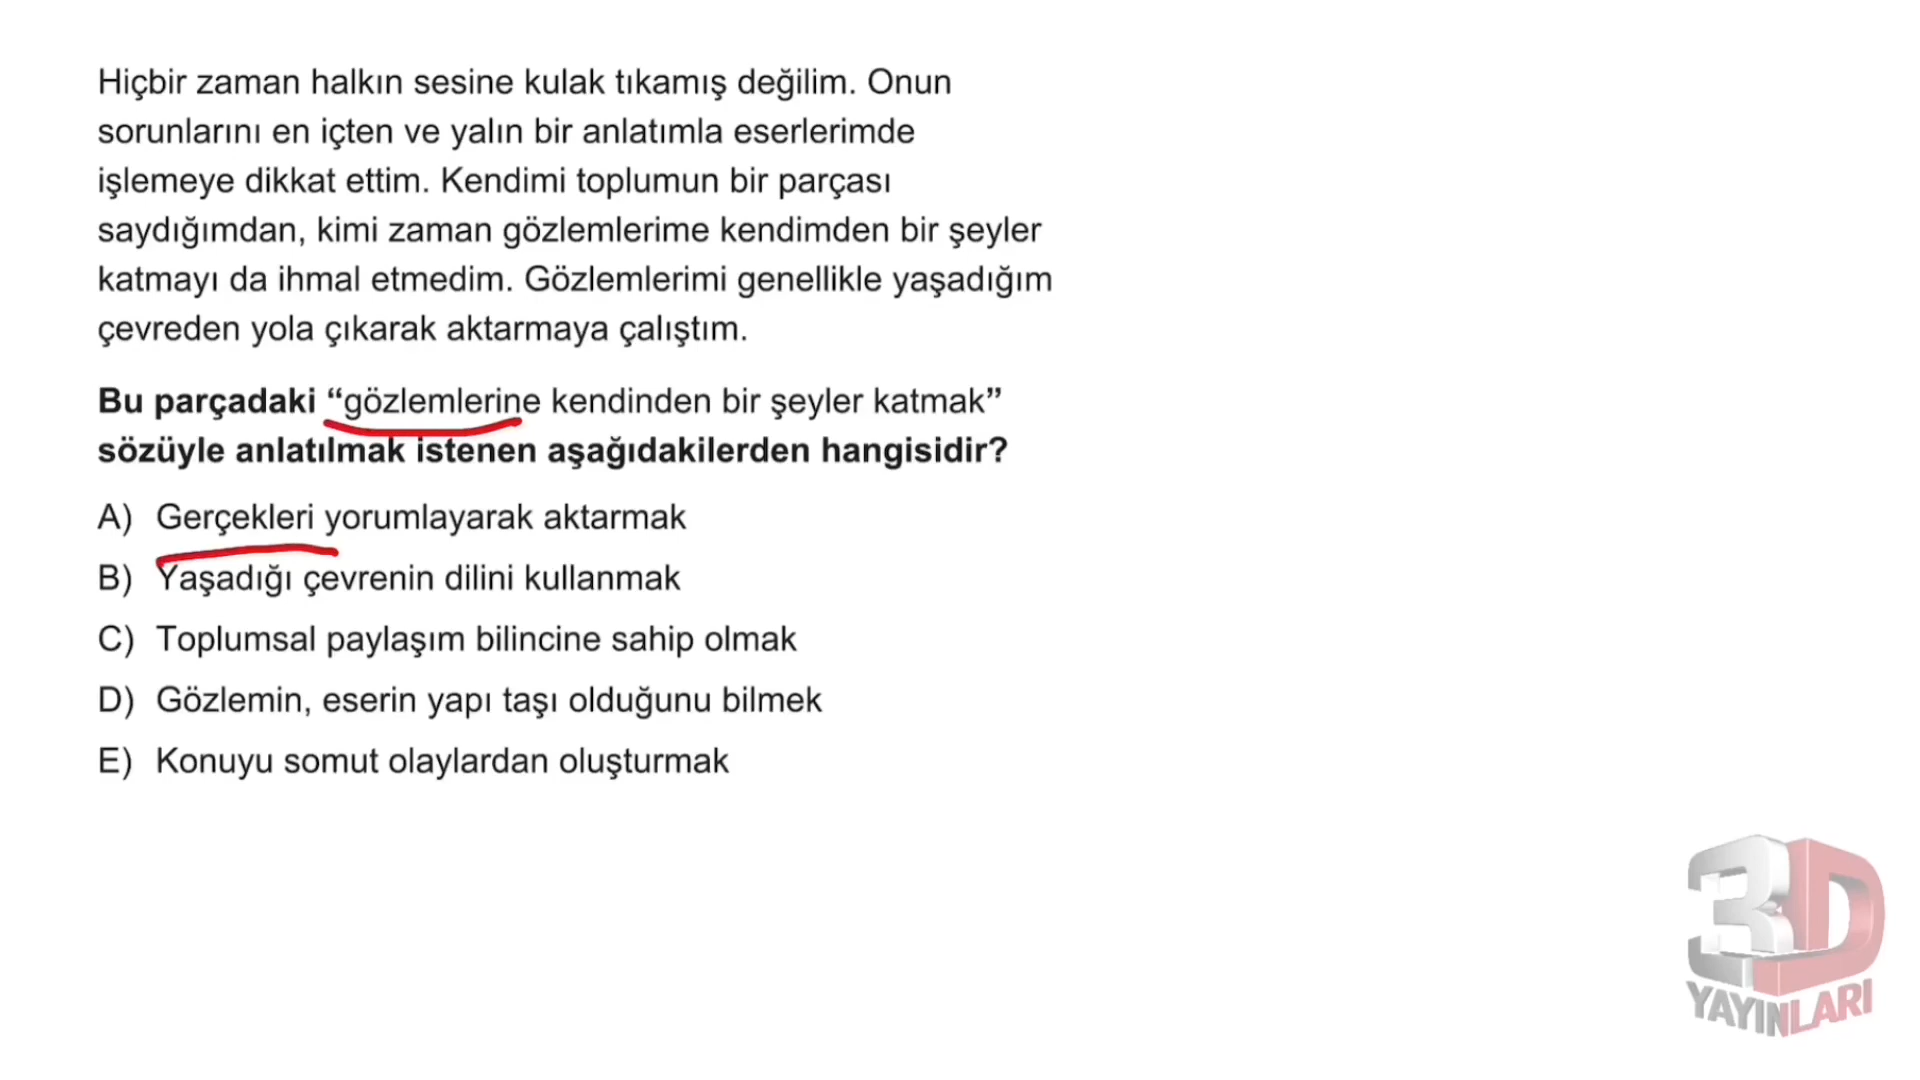 Hiçbir zaman halkın sesine kulak tıkamış değilim. Onun
sorunlarını en içten ve yalın bir anlatımla eserlerimde
işlemeye dikkat ettim. Kendimi toplumun bir parçası
saydığımdan, kimi zaman gözlemlerime kendimden bir şeyler
katmayı da ihmal etmedim. Gözlemlerimi genellikle yaşadığım
çevreden yola çıkarak aktarmaya çalıştım.
Bu parçadaki “gözlemlerine kendinden bir şeyler katmak”
sözüyle anlatılmak istenen aşağıdakilerden hangisidir?
A) Gerçekleri yorumlayarak aktarmak
B) Yaşadığı çevrenin dilini kullanmak
C) Toplumsal paylaşım bilincine sahip olmak
D) Gözlemin, eserin yapı taşı olduğunu bilmek
E) Konuyu somut olaylardan oluşturmak
3D
YAYINLARI